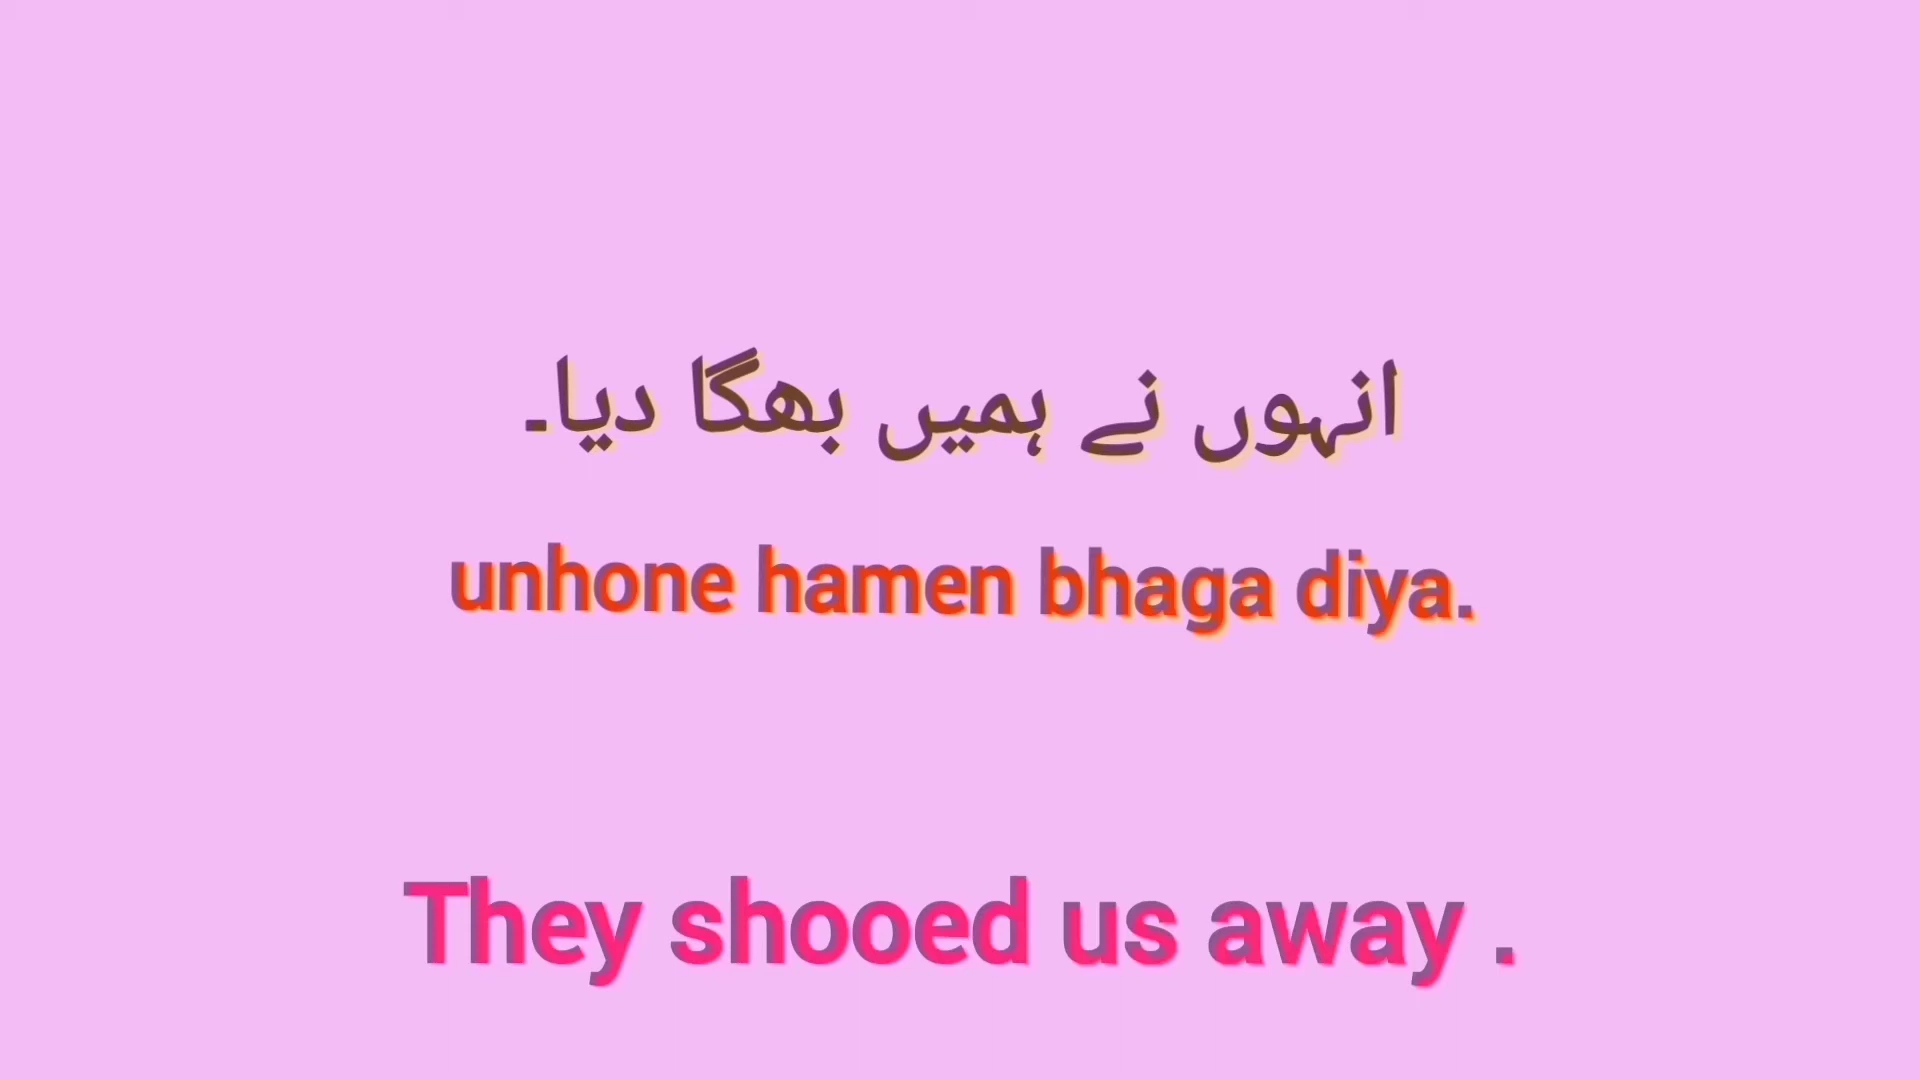 انہوں نے ہمیں بھگا دیا۔
unhone hamen bhaga diya.
They shooed us away .